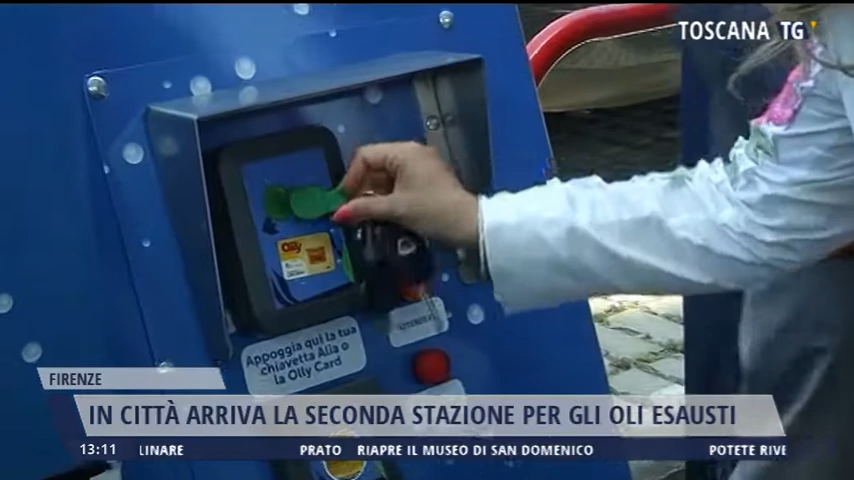 TOSCANA TG
Olly
Appoggia qui la tua
chiavetta Alia o
la Olly Card
FIRENZE
IN CITTÀ ARRIVA LA SECONDA STAZIONE PER GLI OLI ESAUSTI
13:11 LINARE PRATO RIAPRE IL MUSEO DI SAN DOMENICO POTETE RIVE